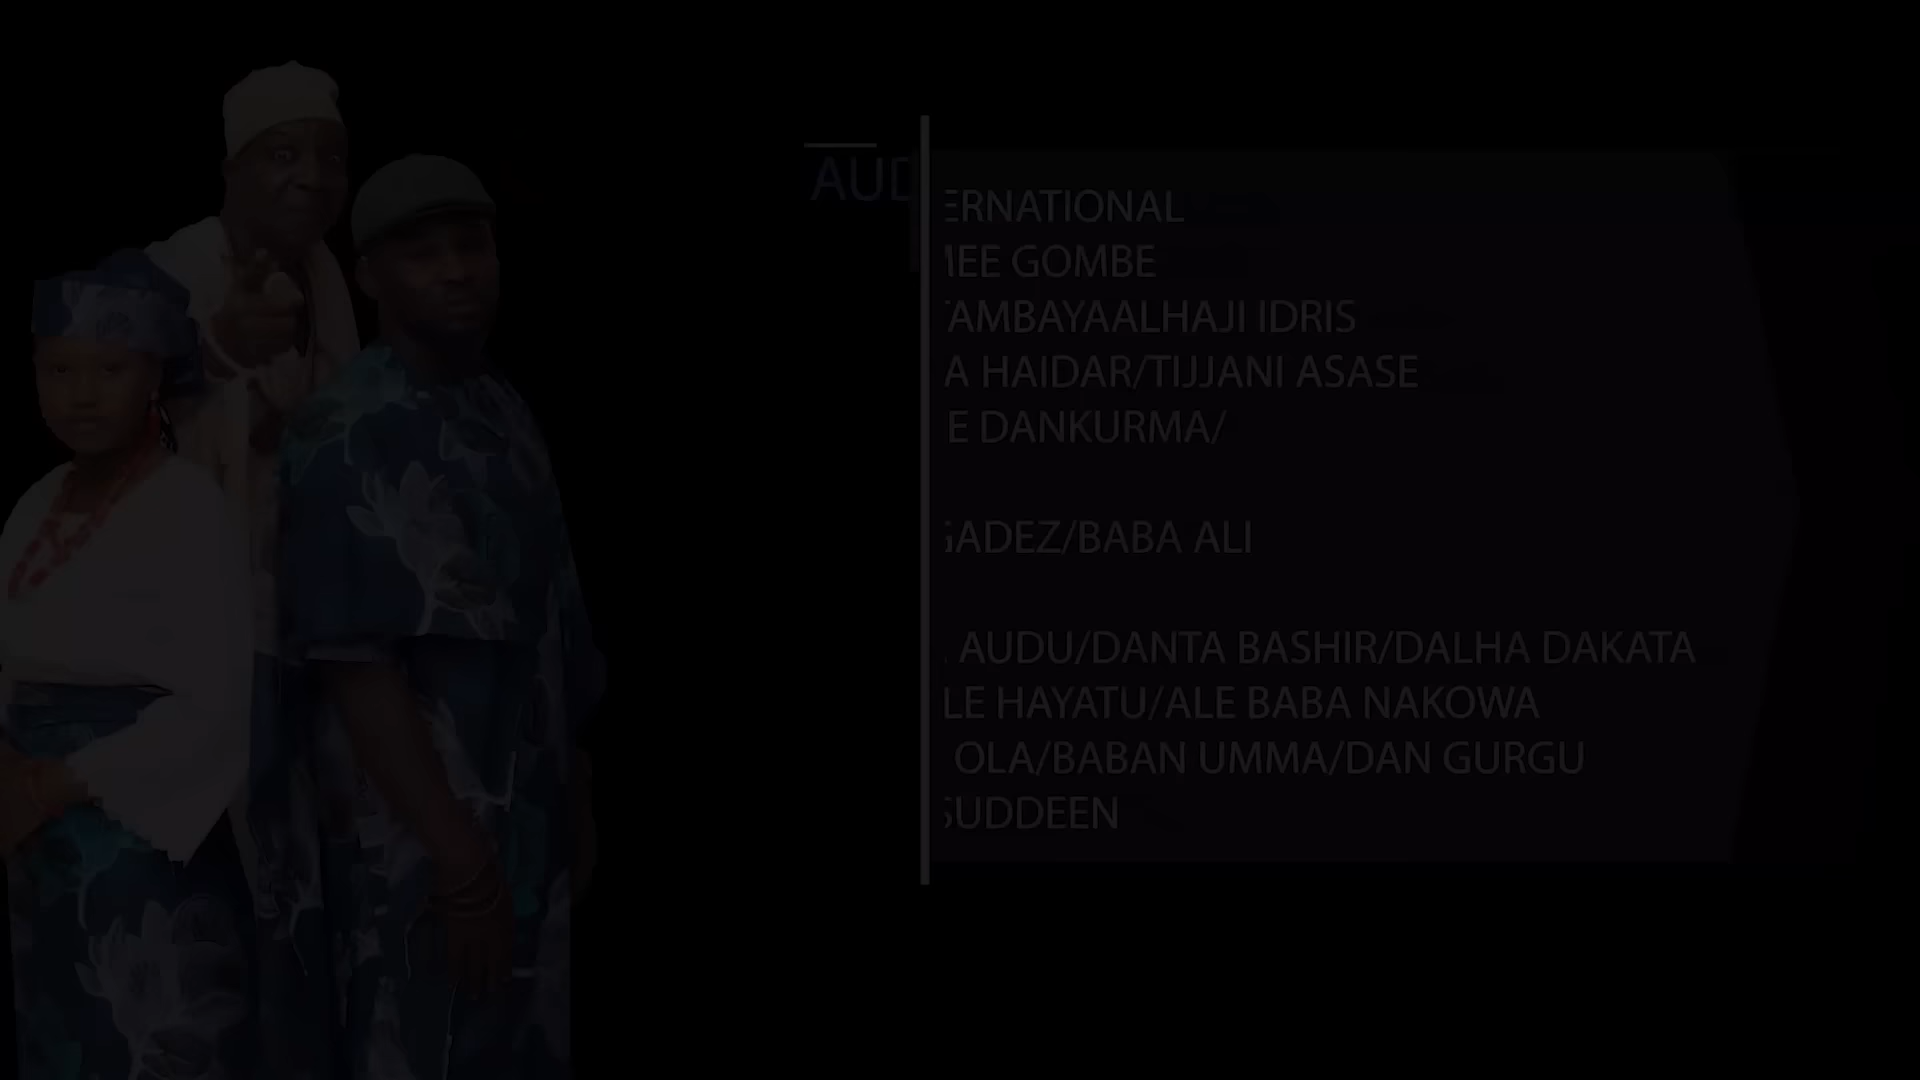 AUD
ERNATIONAL
MEE GOMBE
TAMBAYAALHAJI IDRIS
A HAIDAR/TIJJANI ASASE
E DANKURMA/
GADEZ/BABA ALI
AUDU/DANTA BASHIR/DALHA DAKATA
LE HAYATU/ALE BABA NAKOWA
OLA/BABAN UMMA/DAN GURGU
SUDDEEN